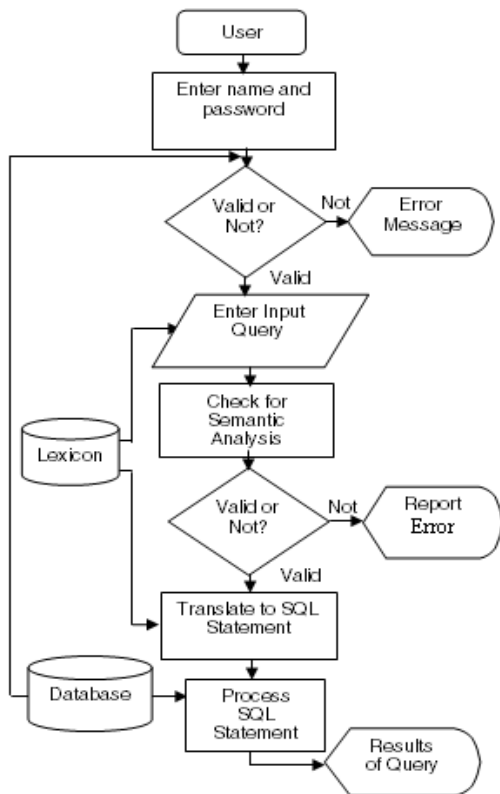 User
Enter name and
password
Valid or
Not?
Not
Error
Message
Valid
Enter Input
Query
Check for
Semantic
Analysis
Lexicon
Valid or
Not?
Not
Report
Error
Valid
Translate to SQL
Statement
Database
Process
SQL
Statement
Results
of Query